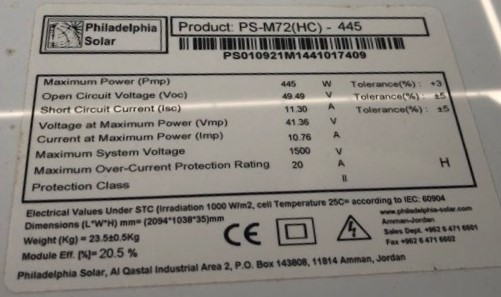 Philadelphia Solar
Product: PS-M72(HC) - 445
PS010921M1441017409
Maximum Power (Pmp) 445 W Tolerance(%) : +3
Open Circuit Voltage (Voc) 49.49 V Tolerance(%) : ±5
Short Circuit Current (Isc) 11.30 A Tolerance(%) : ±5
Voltage at Maximum Power (Vmp) 41.36 V
Current at Maximum Power (Imp) 10.76 A
Maximum System Voltage 1500 V
Maximum Over-Current Protection Rating 20 A H
Protection Class II
Electrical Values Under STC (Irradiation 1000 W/m2, cell Temperature 25C= according to IEC: 60904
Dimensions (L*W*H) mm= (2094*1038*35)mm
Weight (Kg) = 23.5±0.5Kg
Module Eff. [%]= 20.5 %
CE
www.philadelphia-solar.com
Amman-Jordan
Sales Dept. +962 6 471 6601
Fax +962 6 471 6602
Philadelphia Solar, Al Qastal Industrial Area 2, P.O. Box 143808, 11814 Amman, Jordan